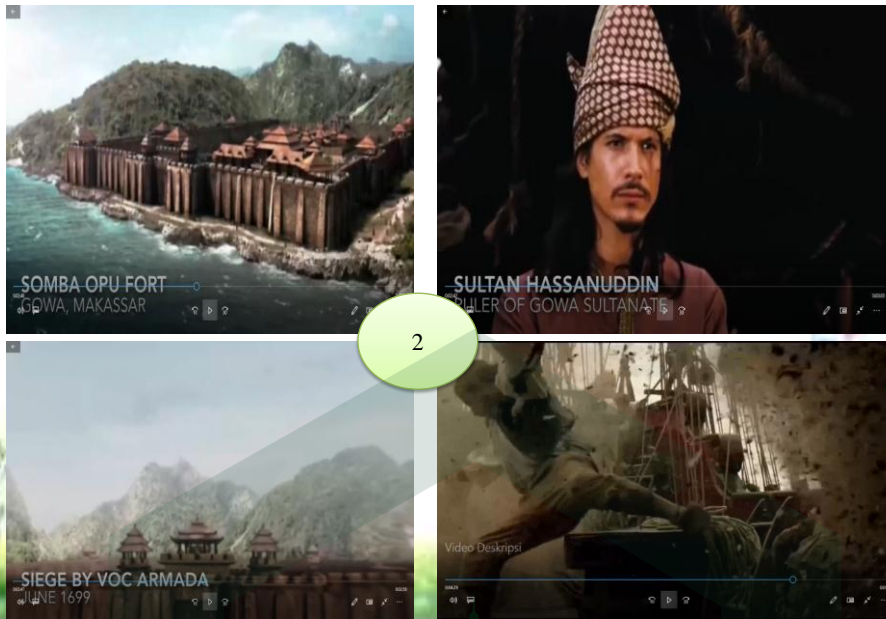 SOMBA OPU FORT
GOWA, MAKASSAR
SULTAN HASSANUDDIN
RULER OF GOWA SULTANATE
2
SIEGE BY VOC ARMADA
JUNE 1699
Video Deskripsi